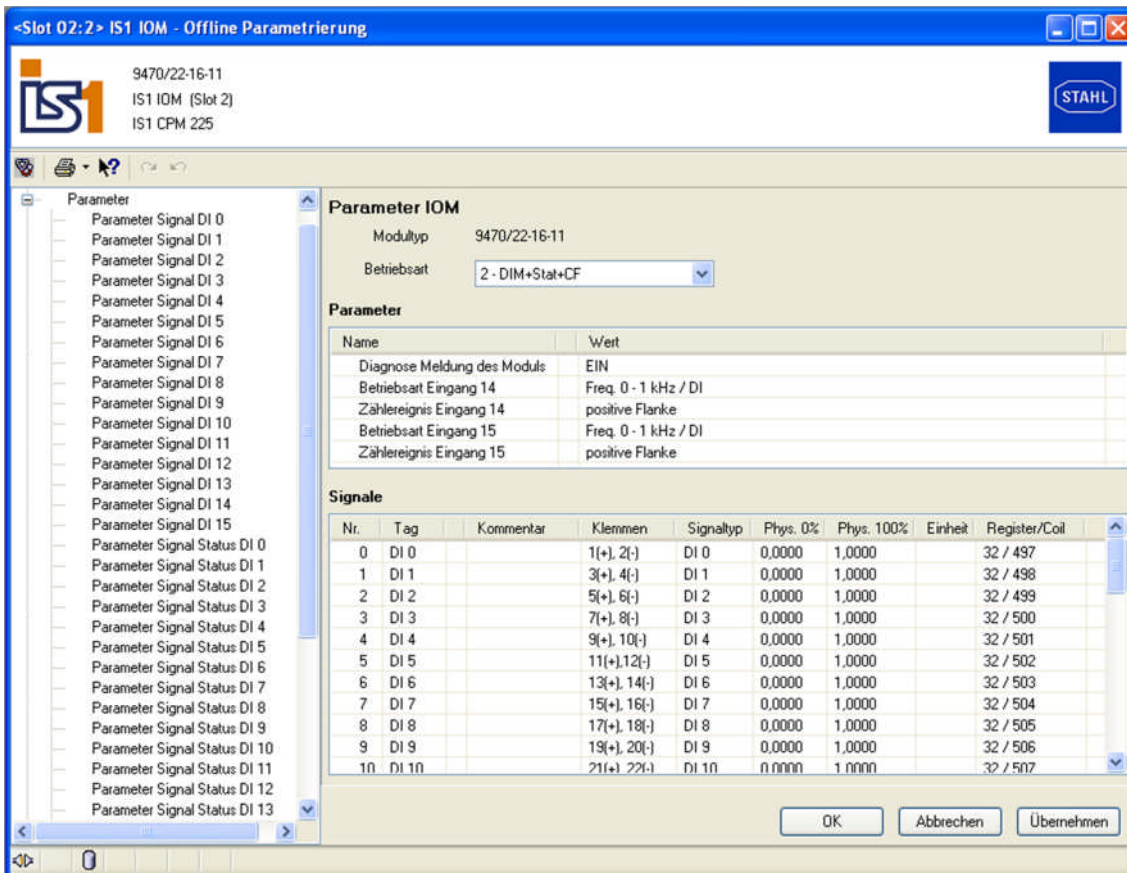 <Slot 02:2> IS1 IOM - Offline Parametrierung
is1
9470/22-16-11
IS1 IOM (Slot 2)
IS1 CPM 225
STAHL
Parameter
Parameter Signal DI 0
Parameter Signal DI 1
Parameter Signal DI 2
Parameter Signal DI 3
Parameter Signal DI 4
Parameter Signal DI 5
Parameter Signal DI 6
Parameter Signal DI 7
Parameter Signal DI 8
Parameter Signal DI 9
Parameter Signal DI 10
Parameter Signal DI 11
Parameter Signal DI 12
Parameter Signal DI 13
Parameter Signal DI 14
Parameter Signal DI 15
Parameter Signal Status DI 0
Parameter Signal Status DI 1
Parameter Signal Status DI 2
Parameter Signal Status DI 3
Parameter Signal Status DI 4
Parameter Signal Status DI 5
Parameter Signal Status DI 6
Parameter Signal Status DI 7
Parameter Signal Status DI 8
Parameter Signal Status DI 9
Parameter Signal Status DI 10
Parameter Signal Status DI 11
Parameter Signal Status DI 12
Parameter Signal Status DI 13
Parameter IOM
Modultyp 9470/22-16-11
Betriebsart 2 - DIM+Stat+CF
Parameter
Name Wert
Diagnose Meldung des Moduls EIN
Betriebsart Eingang 14 Freq. 0 - 1 kHz / DI
Zählereignis Eingang 14 positive Flanke
Betriebsart Eingang 15 Freq. 0 - 1 kHz / DI
Zählereignis Eingang 15 positive Flanke
Signale
Nr. Tag Kommentar Klemmen Signaltyp Phys. 0% Phys. 100% Einheit Register/Coil
0 DI 0 1(+), 2(-) DI 0 0,0000 1,0000 32 / 497
1 DI 1 3(+), 4(-) DI 1 0,0000 1,0000 32 / 498
2 DI 2 5(+), 6(-) DI 2 0,0000 1,0000 32 / 499
3 DI 3 7(+), 8(-) DI 3 0,0000 1,0000 32 / 500
4 DI 4 9(+), 10(-) DI 4 0,0000 1,0000 32 / 501
5 DI 5 11(+),12(-) DI 5 0,0000 1,0000 32 / 502
6 DI 6 13(+), 14(-) DI 6 0,0000 1,0000 32 / 503
7 DI 7 15(+), 16(-) DI 7 0,0000 1,0000 32 / 504
8 DI 8 17(+), 18(-) DI 8 0,0000 1,0000 32 / 505
9 DI 9 19(+), 20(-) DI 9 0,0000 1,0000 32 / 506
10 DI 10 21(+), 22(-) DI 10 0,0000 1,0000 32 / 507
OK Abbrechen Übernehmen